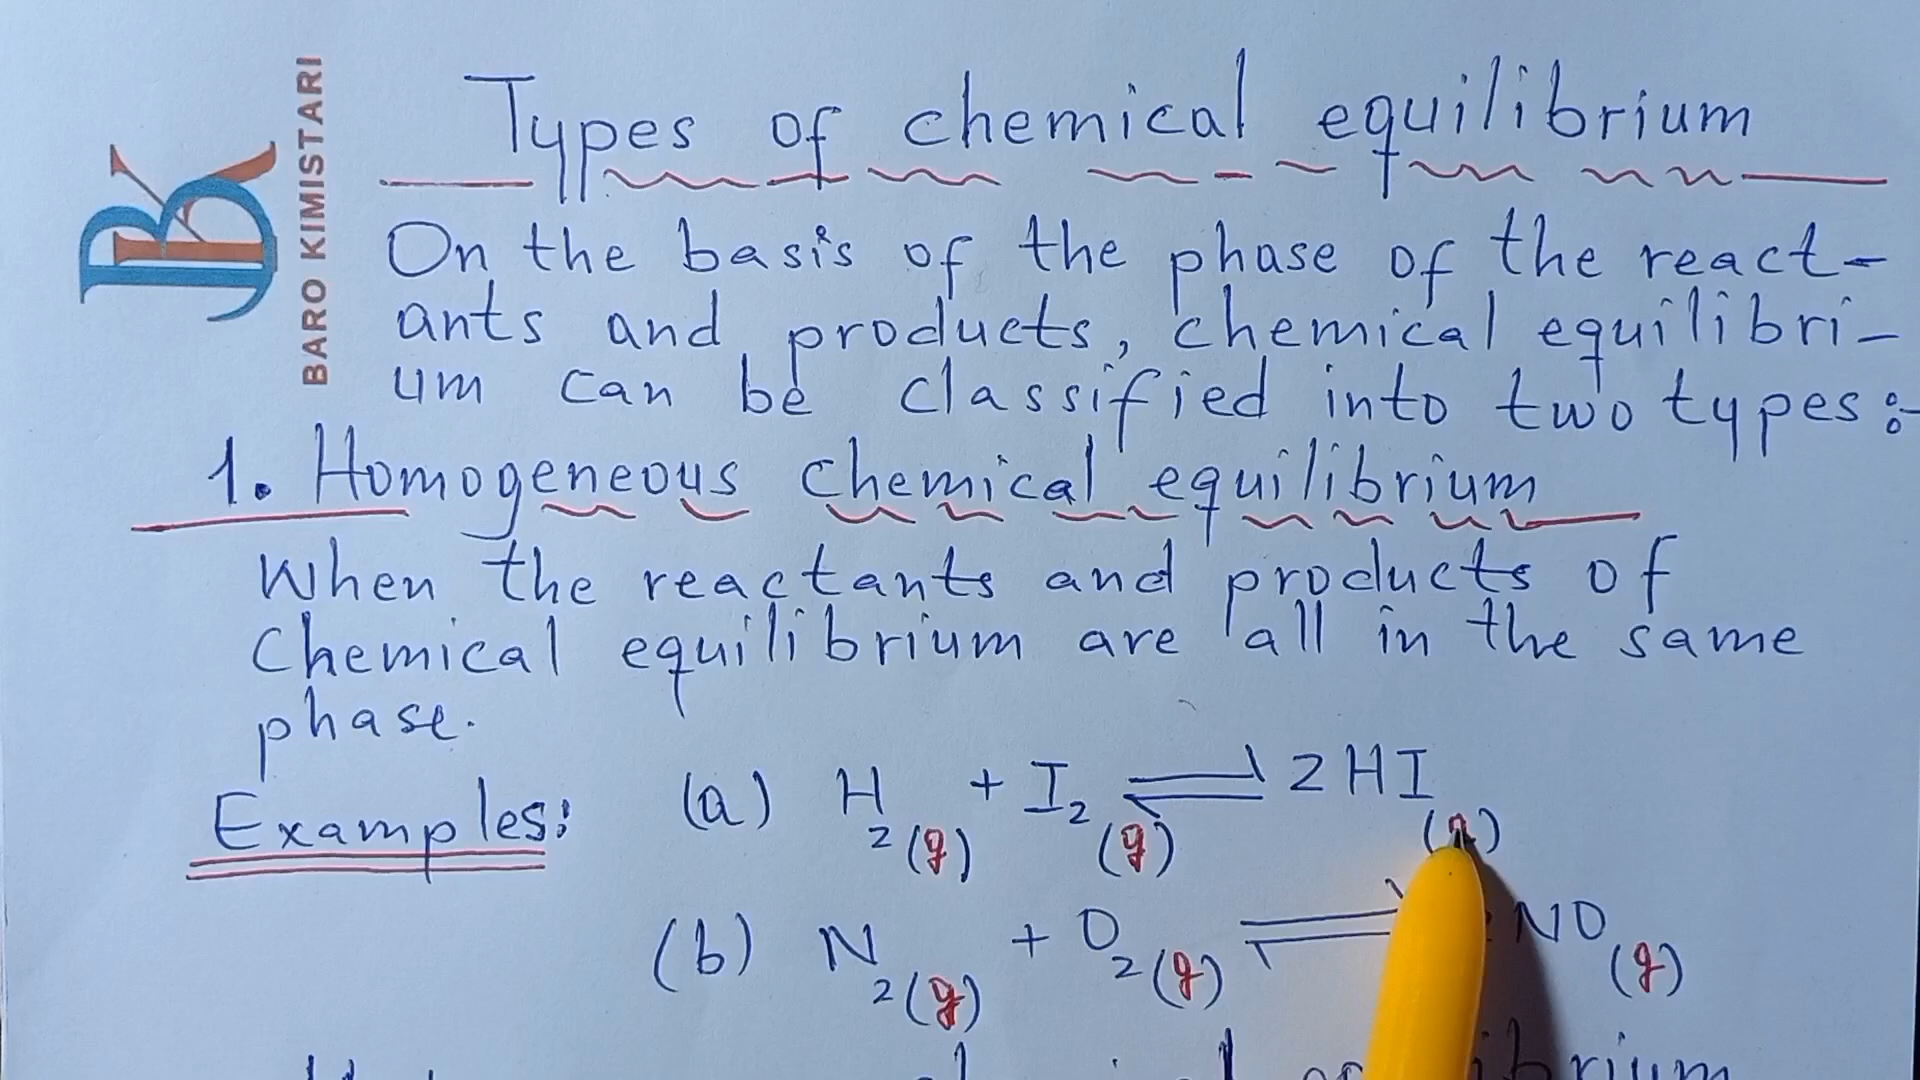 BARO KIMISTARI
Types of chemical equilibrium
On the basis of the phase of the react-
ants and products, chemical equilibri-
um can be classified into two types:-
1. Homogeneous chemical equilibrium
When the reactants and products of
Chemical equilibrium are all in the same
phase.
Examples: (a) H₂(g) + I₂(g) ⇌ 2HI(g)
(b) N₂(g) + O₂(g) ⇌ NO(g)